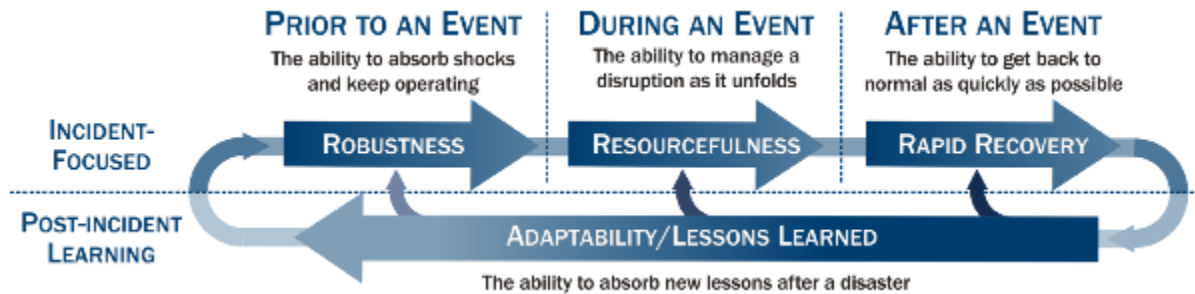 PRIOR TO AN EVENT
The ability to absorb shocks
and keep operating
DURING AN EVENT
The ability to manage a
disruption as it unfolds
AFTER AN EVENT
The ability to get back to
normal as quickly as possible
INCIDENT-
FOCUSED
ROBUSTNESS
RESOURCEFULNESS
RAPID RECOVERY
POST-INCIDENT
LEARNING
ADAPTABILITY/LESSONS LEARNED
The ability to absorb new lessons after a disaster